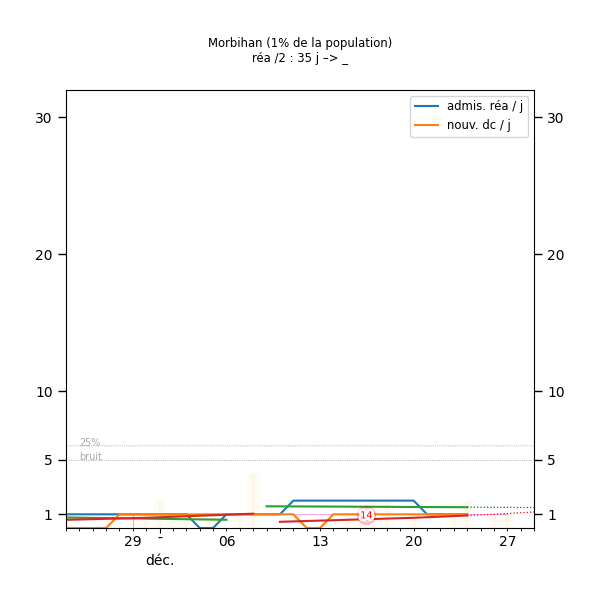 Morbihan (1% de la population)
réa /2 : 35 j –> _
admis. réa / j
nouv. dc / j
30 30
20 20
10 10
25%
5 bruit 5
1 14 1
29 - 06 13 20 27
déc.